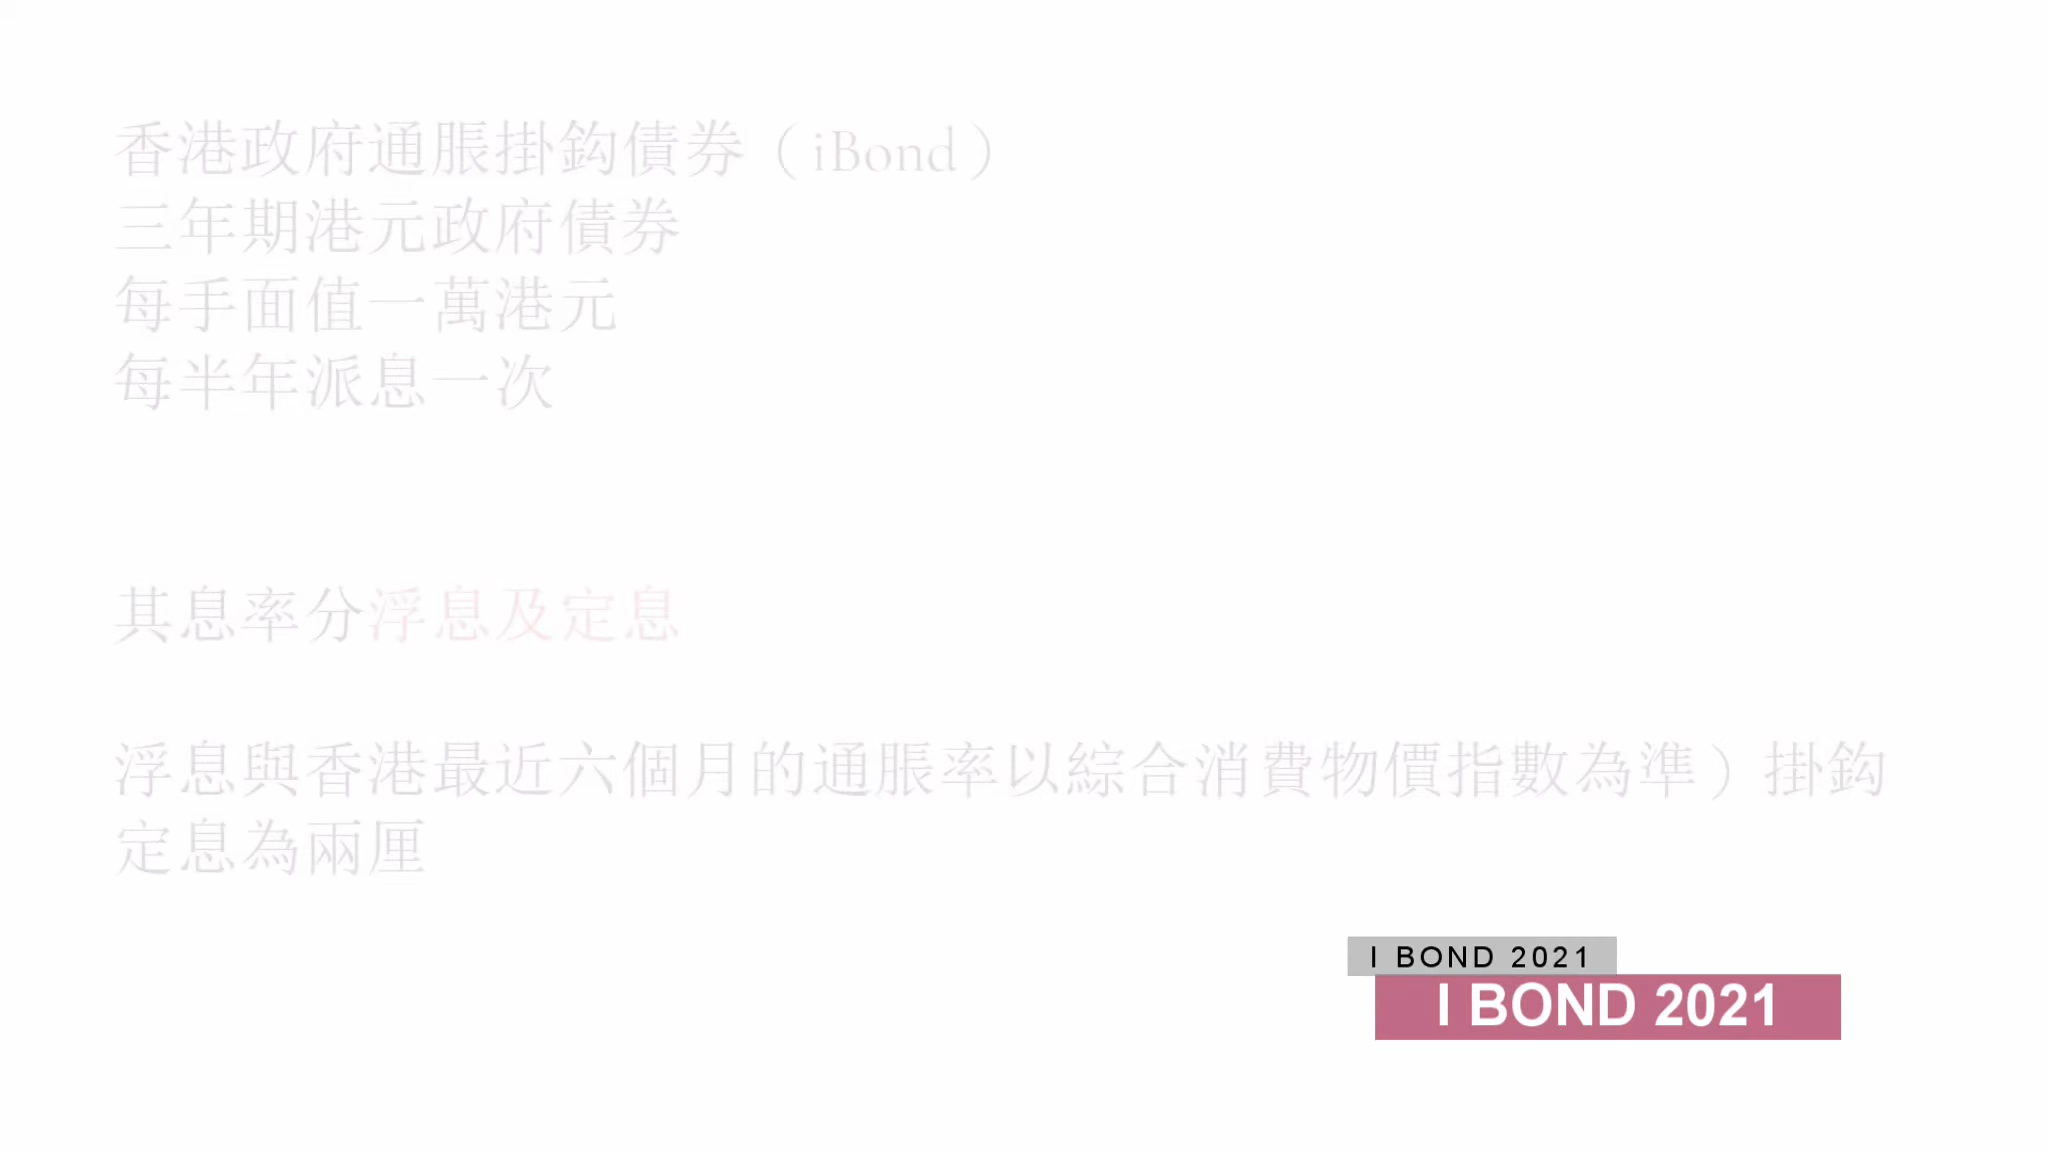 香港政府通脹掛鈎債券（iBond）
三年期港元政府債券
每手面值一萬港元
每半年派息一次
其息率分浮息及定息
浮息與香港最近六個月的通脹率以綜合消費物價指數為準）掛鈎
定息為兩厘
I BOND 2021
I BOND 2021